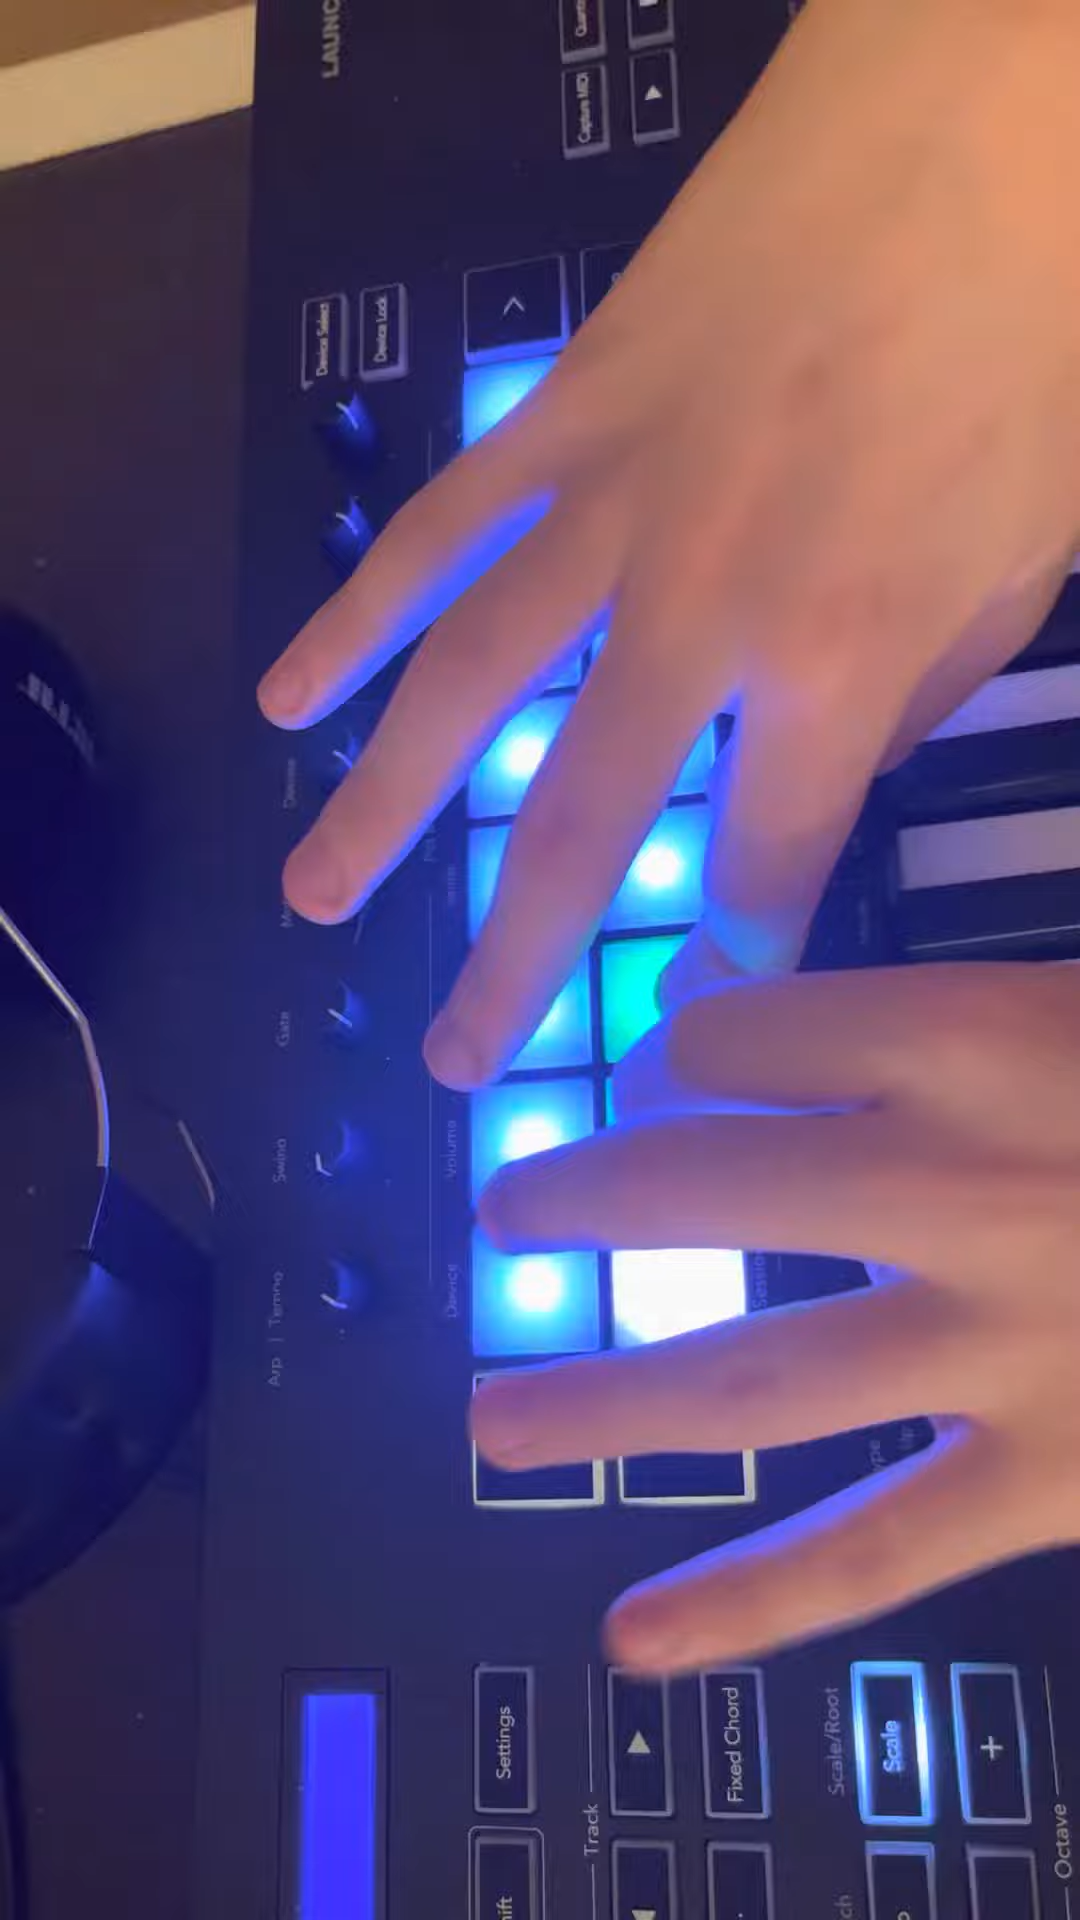 LAUNC
Capture MIDI
Device Select
Device Lock
Gate
Swing
Arp | Tempo
Volume
Device
Sessio
Settings
Track
Fixed Chord
Scale/Root
Scale
+
Octave